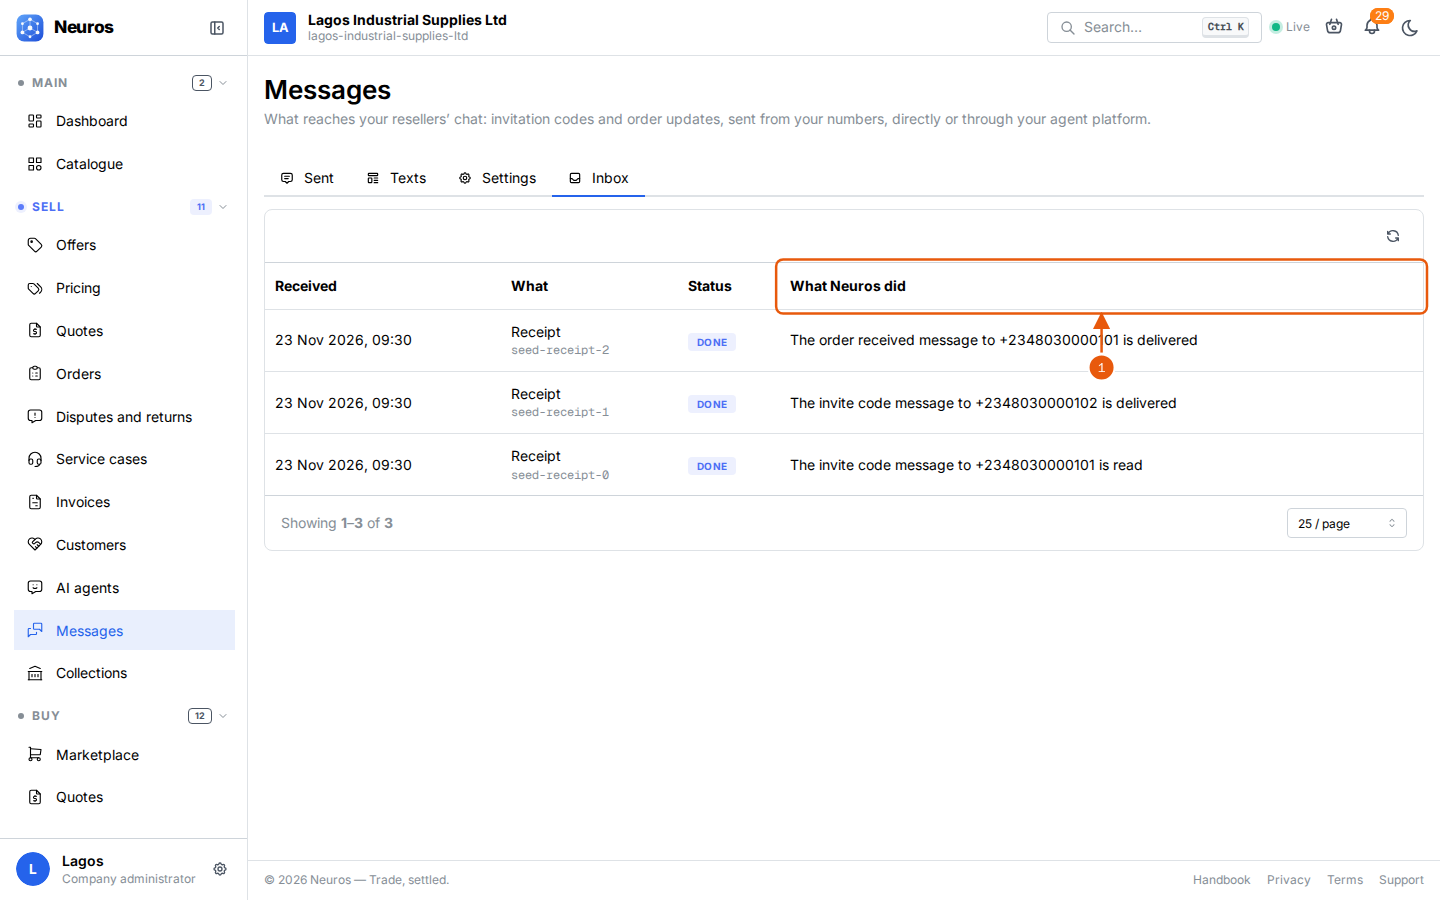 Neuros
LA
Lagos Industrial Supplies Ltd
lagos-industrial-supplies-ltd
Search...
Ctrl K
Live
29
MAIN
2
Dashboard
Catalogue
SELL
11
Offers
Pricing
Quotes
Orders
Disputes and returns
Service cases
Invoices
Customers
AI agents
Messages
Collections
BUY
12
Marketplace
Quotes
L
Lagos
Company administrator
Messages
What reaches your resellers’ chat: invitation codes and order updates, sent from your numbers, directly or through your agent platform.
Sent
Texts
Settings
Inbox
Received What Status What Neuros did
23 Nov 2026, 09:30 Receipt DONE The order received message to +2348030000101 is delivered
seed-receipt-2
1
23 Nov 2026, 09:30 Receipt DONE The invite code message to +2348030000102 is delivered
seed-receipt-1
23 Nov 2026, 09:30 Receipt DONE The invite code message to +2348030000101 is read
seed-receipt-0
Showing 1–3 of 3
25 / page
© 2026 Neuros — Trade, settled.
Handbook Privacy Terms Support